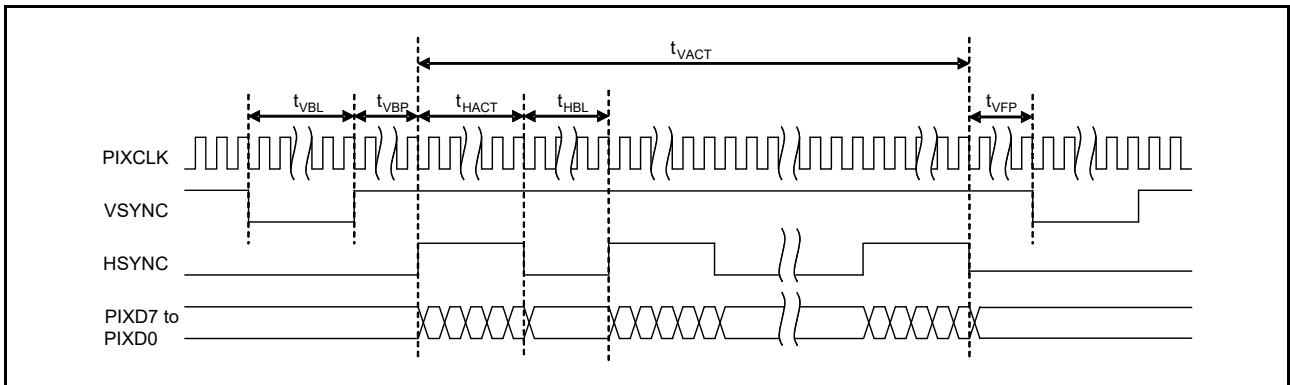 tVACT
tVBL tVBP tHACT tHBL tVFP
PIXCLK
VSYNC
HSYNC
PIXD7 to
PIXD0